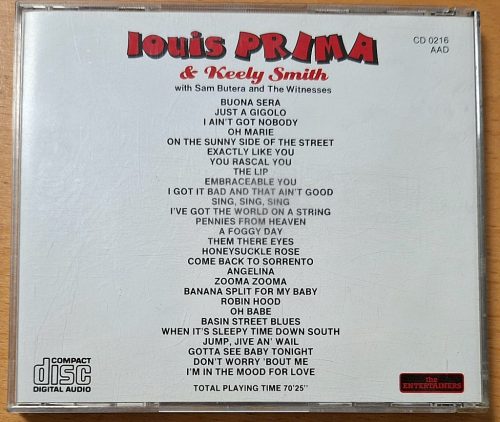 louis PRIMA
CD 0216
AAD
& Keely Smith
with Sam Butera and The Witnesses
BUONA SERA
JUST A GIGOLO
I AIN'T GOT NOBODY
OH MARIE
ON THE SUNNY SIDE OF THE STREET
EXACTLY LIKE YOU
YOU RASCAL YOU
THE LIP
EMBRACEABLE YOU
I GOT IT BAD AND THAT AIN'T GOOD
SING, SING, SING
I'VE GOT THE WORLD ON A STRING
PENNIES FROM HEAVEN
A FOGGY DAY
THEM THERE EYES
HONEYSUCKLE ROSE
COME BACK TO SORRENTO
ANGELINA
ZOOMA ZOOMA
BANANA SPLIT FOR MY BABY
ROBIN HOOD
OH BABE
BASIN STREET BLUES
WHEN IT'S SLEEPY TIME DOWN SOUTH
JUMP, JIVE AN' WAIL
GOTTA SEE BABY TONIGHT
DON'T WORRY 'BOUT ME
I'M IN THE MOOD FOR LOVE
TOTAL PLAYING TIME 70'25"
COMPACT
disc
DIGITAL AUDIO
the
ENTERTAINERS